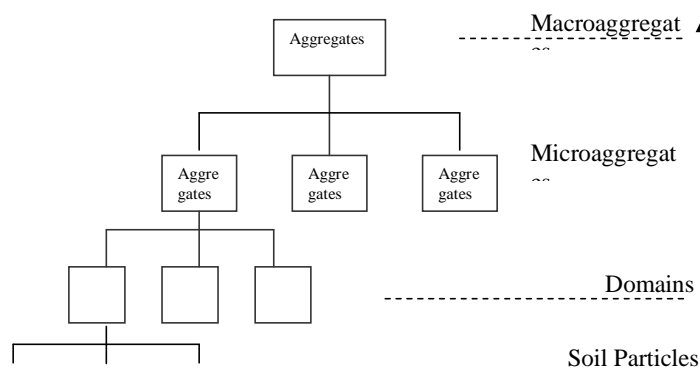 Macroaggregat
Aggregates
Microaggregat
Aggre
gates
Aggre
gates
Aggre
gates
Domains
Soil Particles